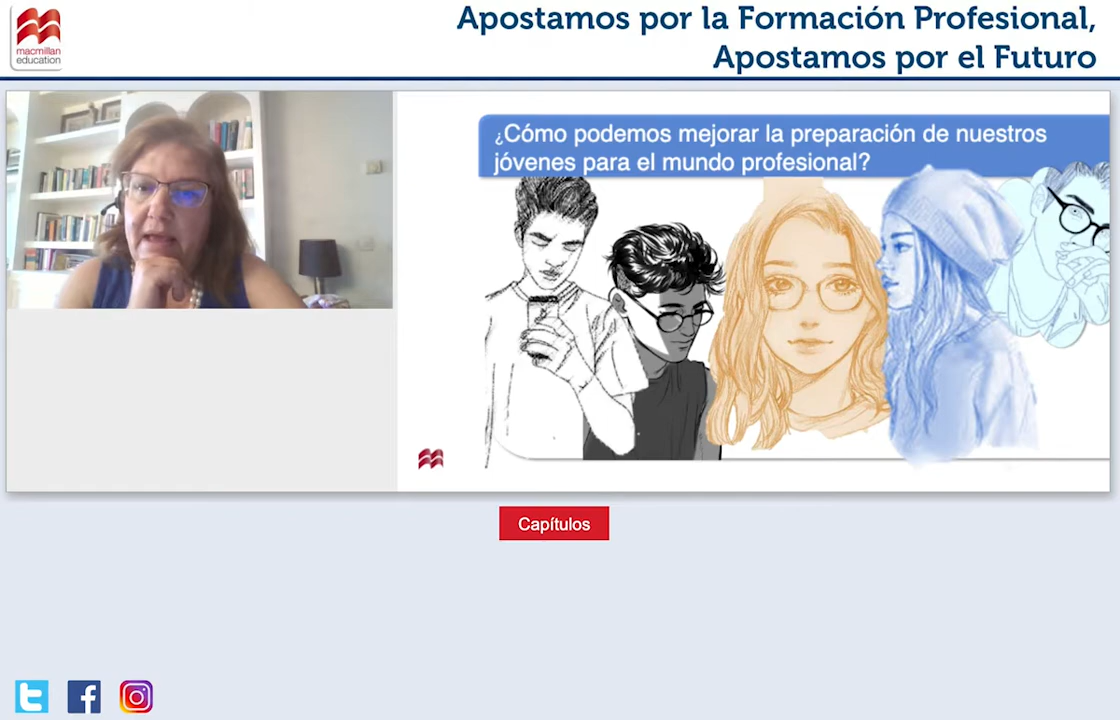 macmillan
education
Apostamos por la Formación Profesional,
Apostamos por el Futuro
¿Cómo podemos mejorar la preparación de nuestros
jóvenes para el mundo profesional?
Capítulos